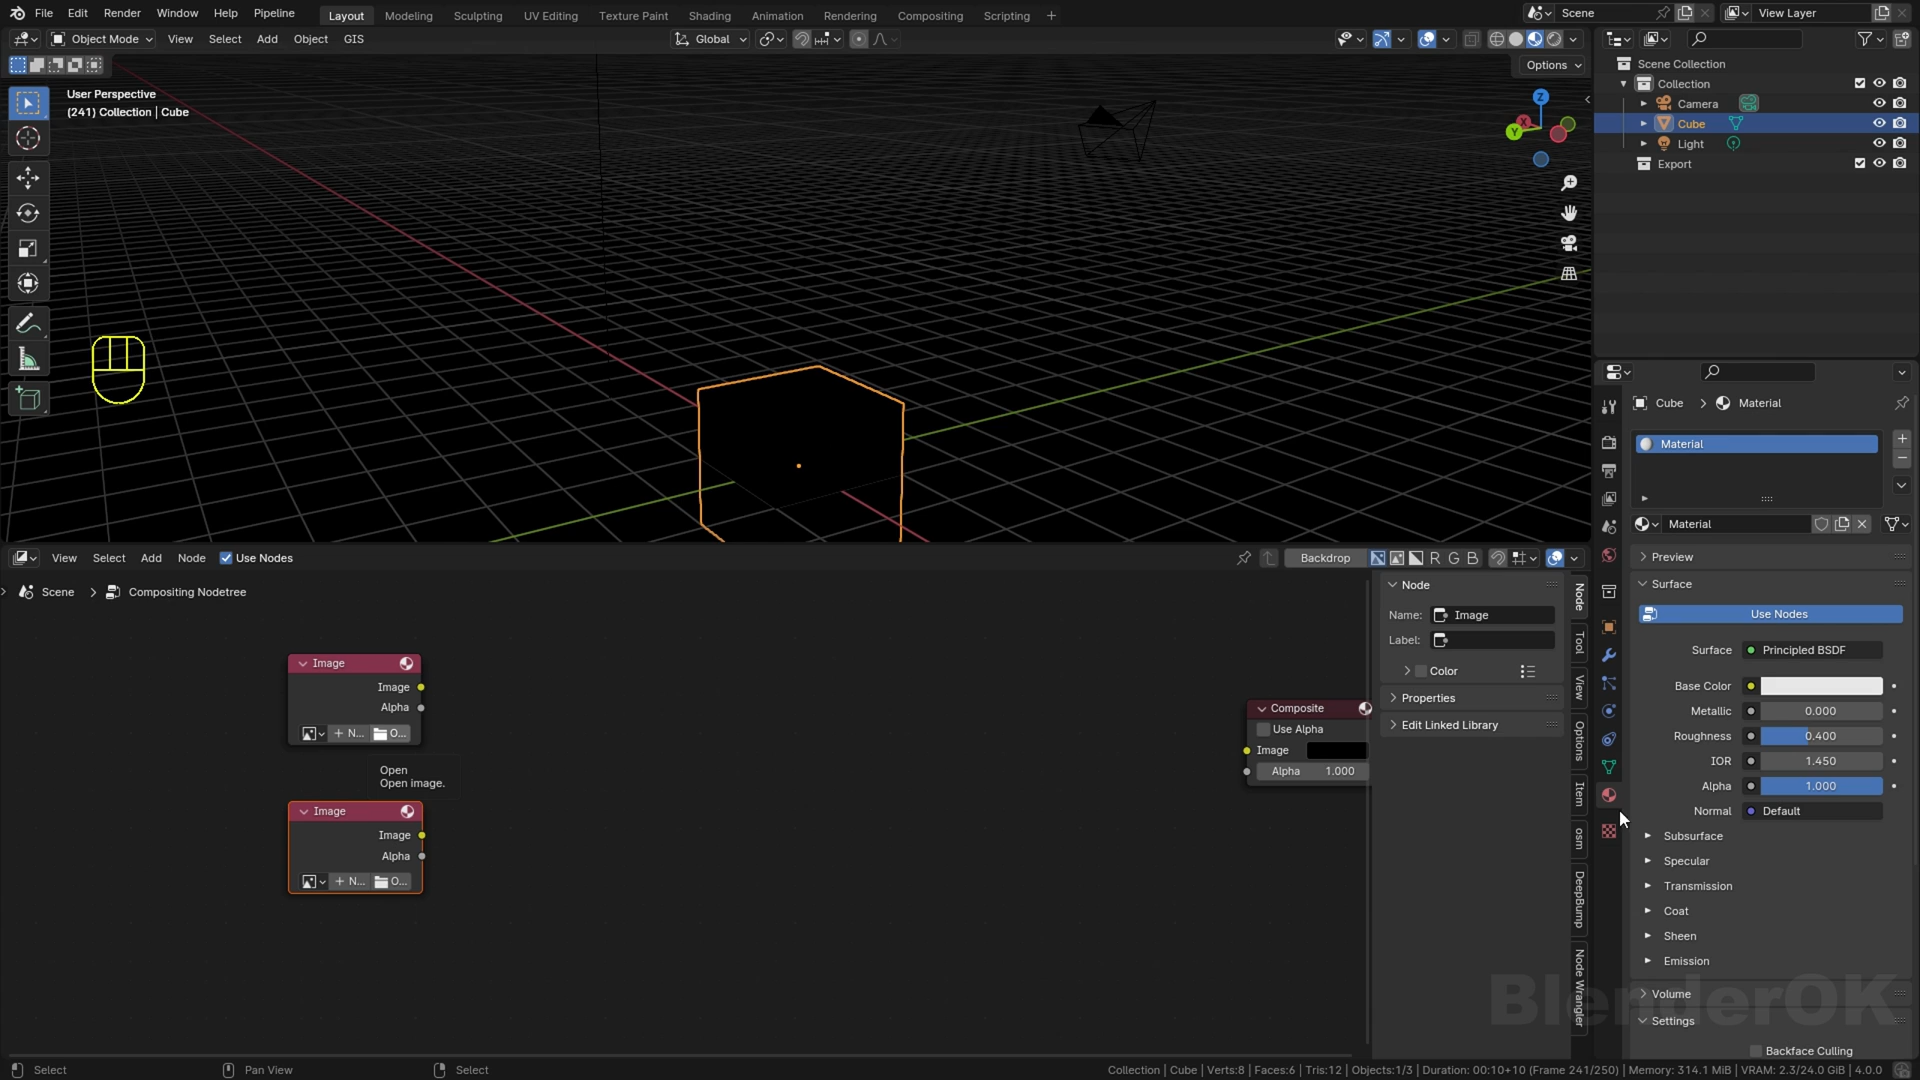 File Edit Render Window Help Pipeline Layout Modeling Sculpting UV Editing Texture Paint Shading Animation Rendering Compositing Scripting + Scene View Layer
Object Mode View Select Add Object GIS Global
Options
User Perspective
(241) Collection | Cube
Z
X
Y
Scene Collection
Collection
Camera
Cube
Light
Export
Cube > Material
Material
Material
Preview
Surface
Use Nodes
Surface Principled BSDF
Base Color
Metallic 0.000
Roughness 0.400
IOR 1.450
Alpha 1.000
Normal Default
Subsurface
Specular
Transmission
Coat
Sheen
Emission
Volume
Settings
Backface Culling
View Select Add Node Use Nodes Backdrop R G B
Scene > Compositing Nodetree
Image
Image
Alpha
+ N... O...
Open
Open image.
Image
Image
Alpha
+ N... O...
Composite
Use Alpha
Image
Alpha 1.000
Node
Name: Image
Label:
Color
Properties
Edit Linked Library
Node
Tool
View
Options
Item
osm
DeepBump
Node Wrangler
BlenderOK
Select Pan View Select Collection | Cube | Verts:8 | Faces:6 | Tris:12 | Objects:1/3 | Duration: 00:10+10 (Frame 241/250) | Memory: 314.1 MiB | VRAM: 2.3/24.0 GiB | 4.0.0